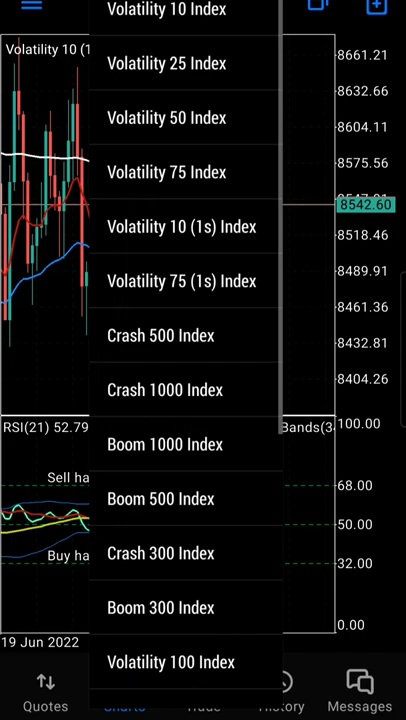 Volatility 10 Index
Volatility 10 (1
8661.21
Volatility 25 Index
8632.66
Volatility 50 Index
8604.11
8575.56
Volatility 75 Index
8542.60
Volatility 10 (1s) Index
8518.46
8489.91
Volatility 75 (1s) Index
8461.36
Crash 500 Index
8432.81
8404.26
Crash 1000 Index
RSI(21) 52.79
Bands(3
100.00
Boom 1000 Index
Sell ha
68.00
Boom 500 Index
50.00
Crash 300 Index
Buy ha
32.00
Boom 300 Index
0.00
19 Jun 2022
Volatility 100 Index
Quotes
Charts
Trade
History
Messages